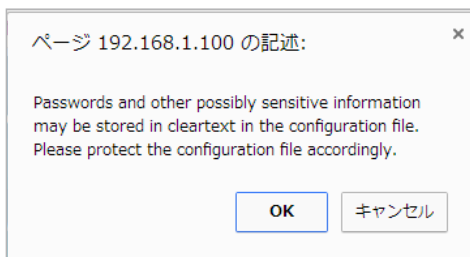 ページ 192.168.1.100 の記述:
×
Passwords and other possibly sensitive information
may be stored in cleartext in the configuration file.
Please protect the configuration file accordingly.
OK
キャンセル